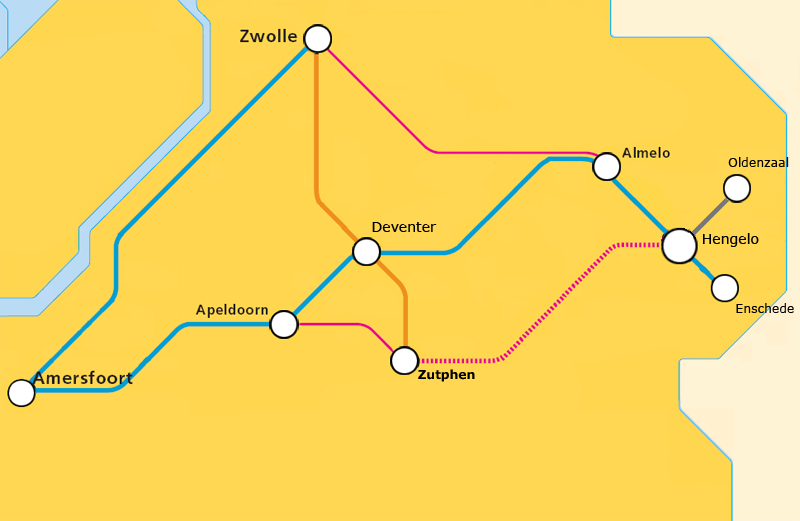 Zwolle
Almelo
Oldenzaal
Deventer
Hengelo
Apeldoorn
Enschede
Amersfoort
Zutphen